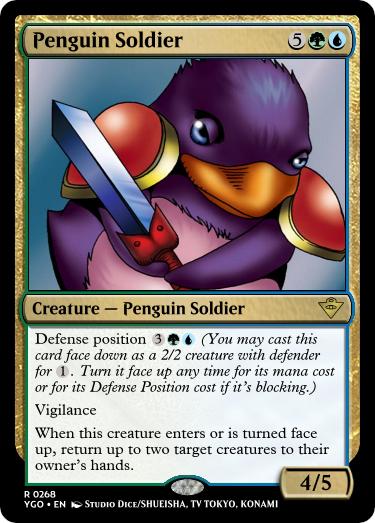 Penguin Soldier 5
Creature — Penguin Soldier
Defense position 3 (You may cast this
card face down as a 2/2 creature with defender
for 1. Turn it face up any time for its mana cost
or for its Defense Position cost if it's blocking.)
Vigilance
When this creature enters or is turned face
up, return up to two target creatures to their
owner's hands.
4/5
R 0268
YGO • EN Studio Dice/SHUEISHA, TV TOKYO, KONAMI